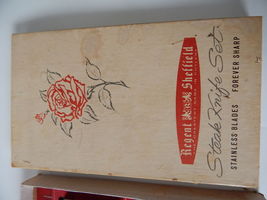 Regent Sheffield
Steak Knife Set
STAINLESS BLADES FOREVER SHARP